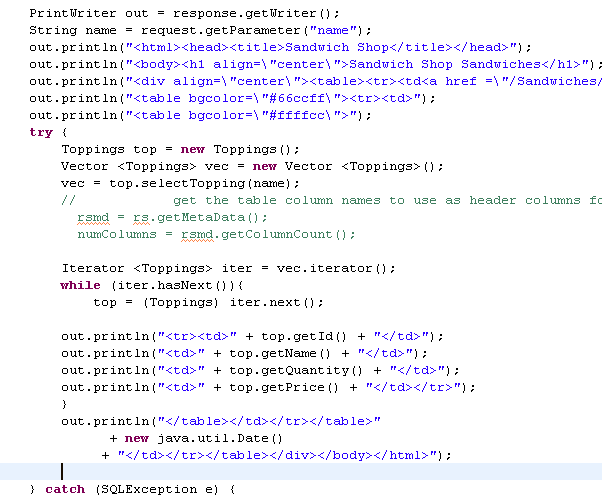 PrintWriter out = response.getWriter();
String name = request.getParameter("name");
out.println("<html><head><title>Sandwich Shop</title></head>");
out.println("<body><h1 align=\"center\">Sandwich Shop Sandwiches</h1>");
out.println("<div align=\"center\"><table><tr><td><a href =\"/Sandwiches/
out.println("<table bgcolor=\"#66ccff\"><tr><td>");
out.println("<table bgcolor=\"#ffffcc\">");
try {
Toppings top = new Toppings();
Vector <Toppings> vec = new Vector <Toppings>();
vec = top.selectTopping(name);
// get the table column names to use as header columns fo
rsmd = rs.getMetaData();
numColumns = rsmd.getColumnCount();
Iterator <Toppings> iter = vec.iterator();
while (iter.hasNext()){
top = (Toppings) iter.next();
out.println("<tr><td>" + top.getId() + "</td>");
out.println("<td>" + top.getName() + "</td>");
out.println("<td>" + top.getQuantity() + "</td>");
out.println("<td>" + top.getPrice() + "</td></tr>");
}
out.println("</table></td></tr></table>"
+ new java.util.Date()
+ "</td></tr></table></div></body></html>");
} catch (SQLException e) {